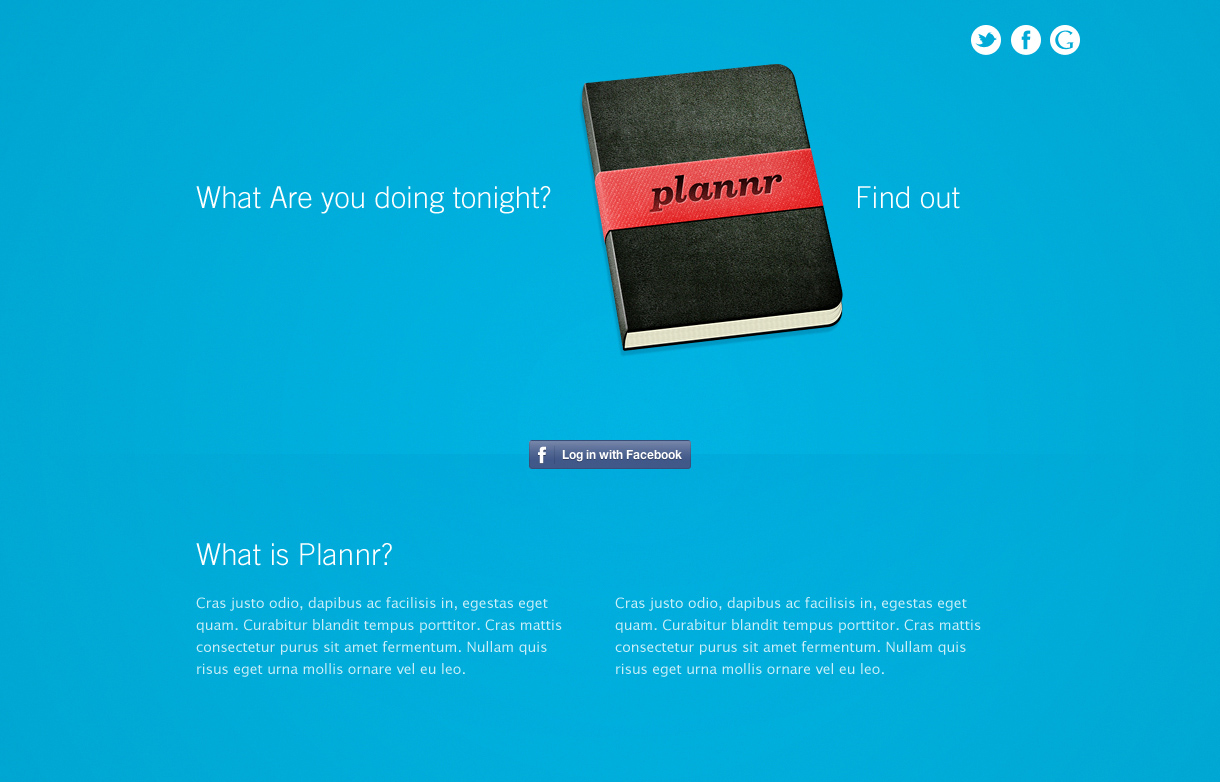 What Are you doing tonight?
plannr
Find out
Log in with Facebook
What is Plannr?
Cras justo odio, dapibus ac facilisis in, egestas eget
quam. Curabitur blandit tempus porttitor. Cras mattis
consectetur purus sit amet fermentum. Nullam quis
risus eget urna mollis ornare vel eu leo.
Cras justo odio, dapibus ac facilisis in, egestas eget
quam. Curabitur blandit tempus porttitor. Cras mattis
consectetur purus sit amet fermentum. Nullam quis
risus eget urna mollis ornare vel eu leo.